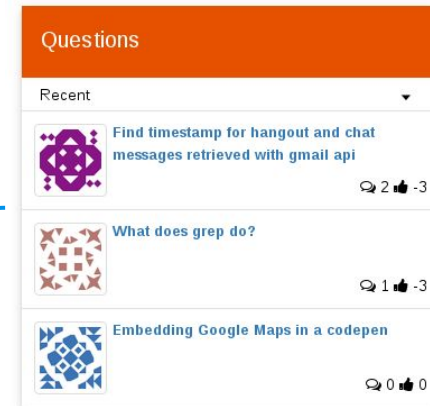 Questions
Recent
Find timestamp for hangout and chat
messages retrieved with gmail api
2 -3
What does grep do?
1 -3
Embedding Google Maps in a codepen
0 0